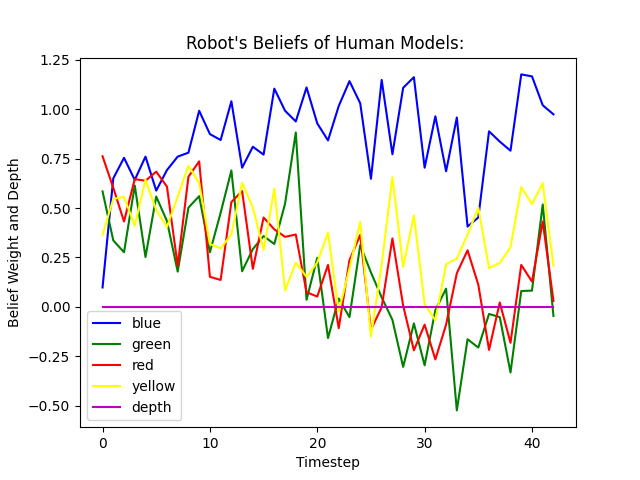 Robot's Beliefs of Human Models:
Belief Weight and Depth
1.25
1.00
0.75
0.50
0.25
0.00
−0.25
−0.50
blue
green
red
yellow
depth
0 10 20 30 40
Timestep